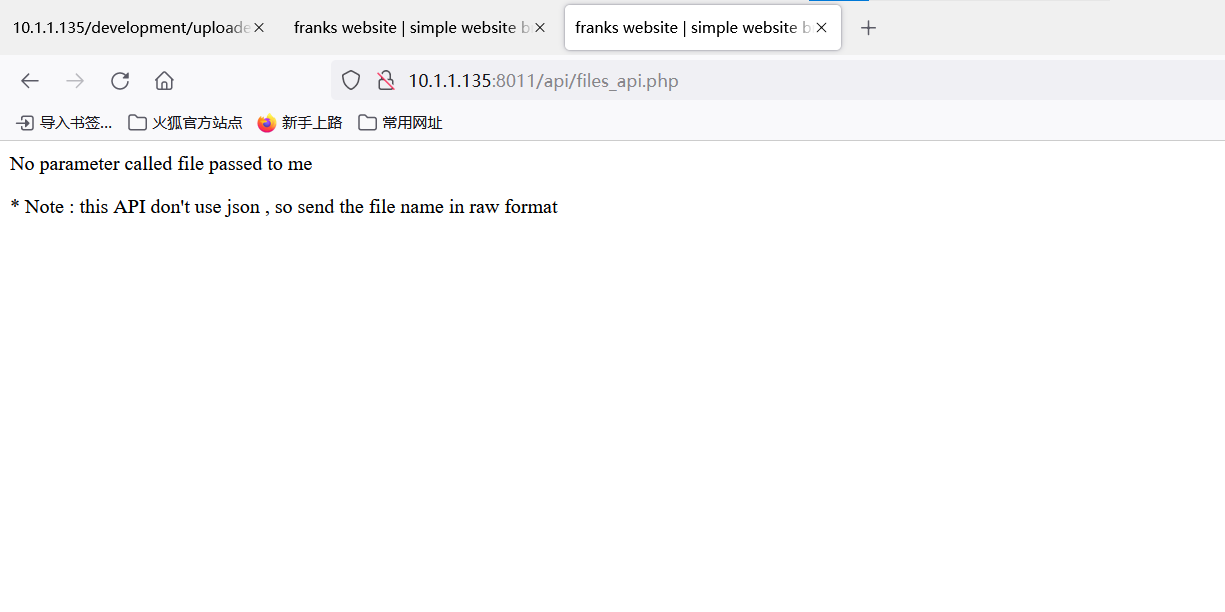 10.1.1.135/development/uploade
franks website | simple website b
franks website | simple website b
10.1.1.135:8011/api/files_api.php
导入书签...
火狐官方站点
新手上路
常用网址
No parameter called file passed to me
* Note : this API don't use json , so send the file name in raw format